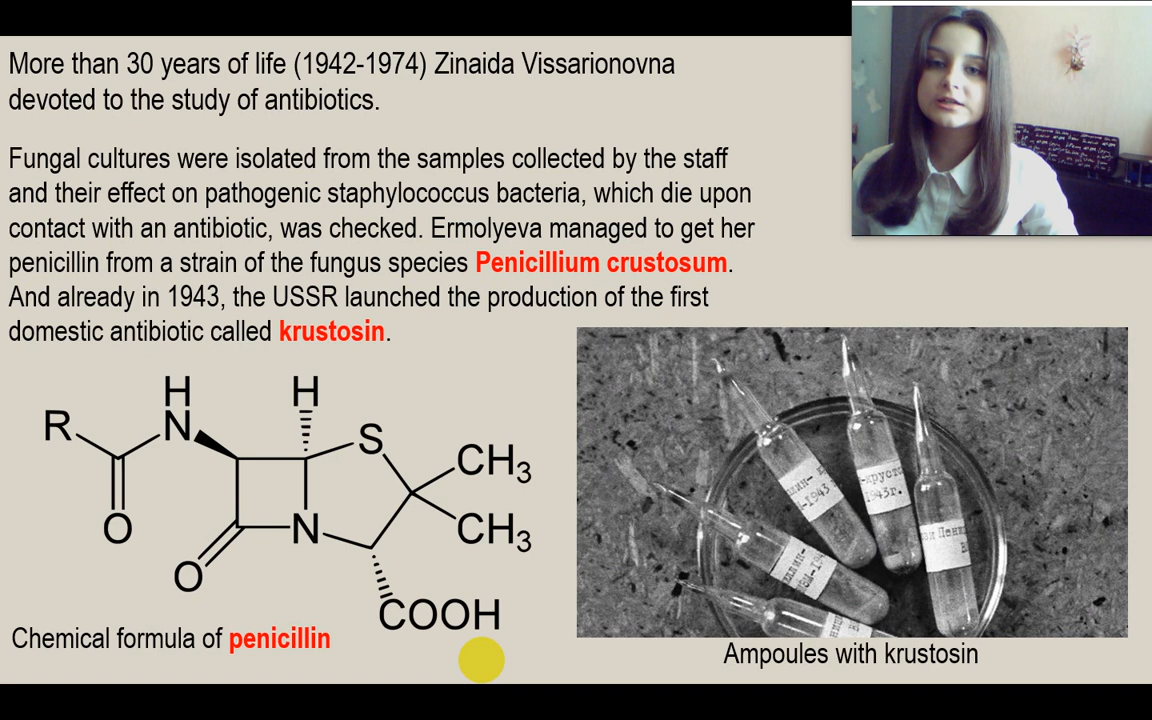 More than 30 years of life (1942-1974) Zinaida Vissarionovna
devoted to the study of antibiotics.
Fungal cultures were isolated from the samples collected by the staff
and their effect on pathogenic staphylococcus bacteria, which die upon
contact with an antibiotic, was checked. Ermolyeva managed to get her
penicillin from a strain of the fungus species Penicillium crustosum.
And already in 1943, the USSR launched the production of the first
domestic antibiotic called krustosin.
H
H
R
N
S
CH3
O
N
CH3
O
COOH
Chemical formula of penicillin
1943г.
Ampoules with krustosin